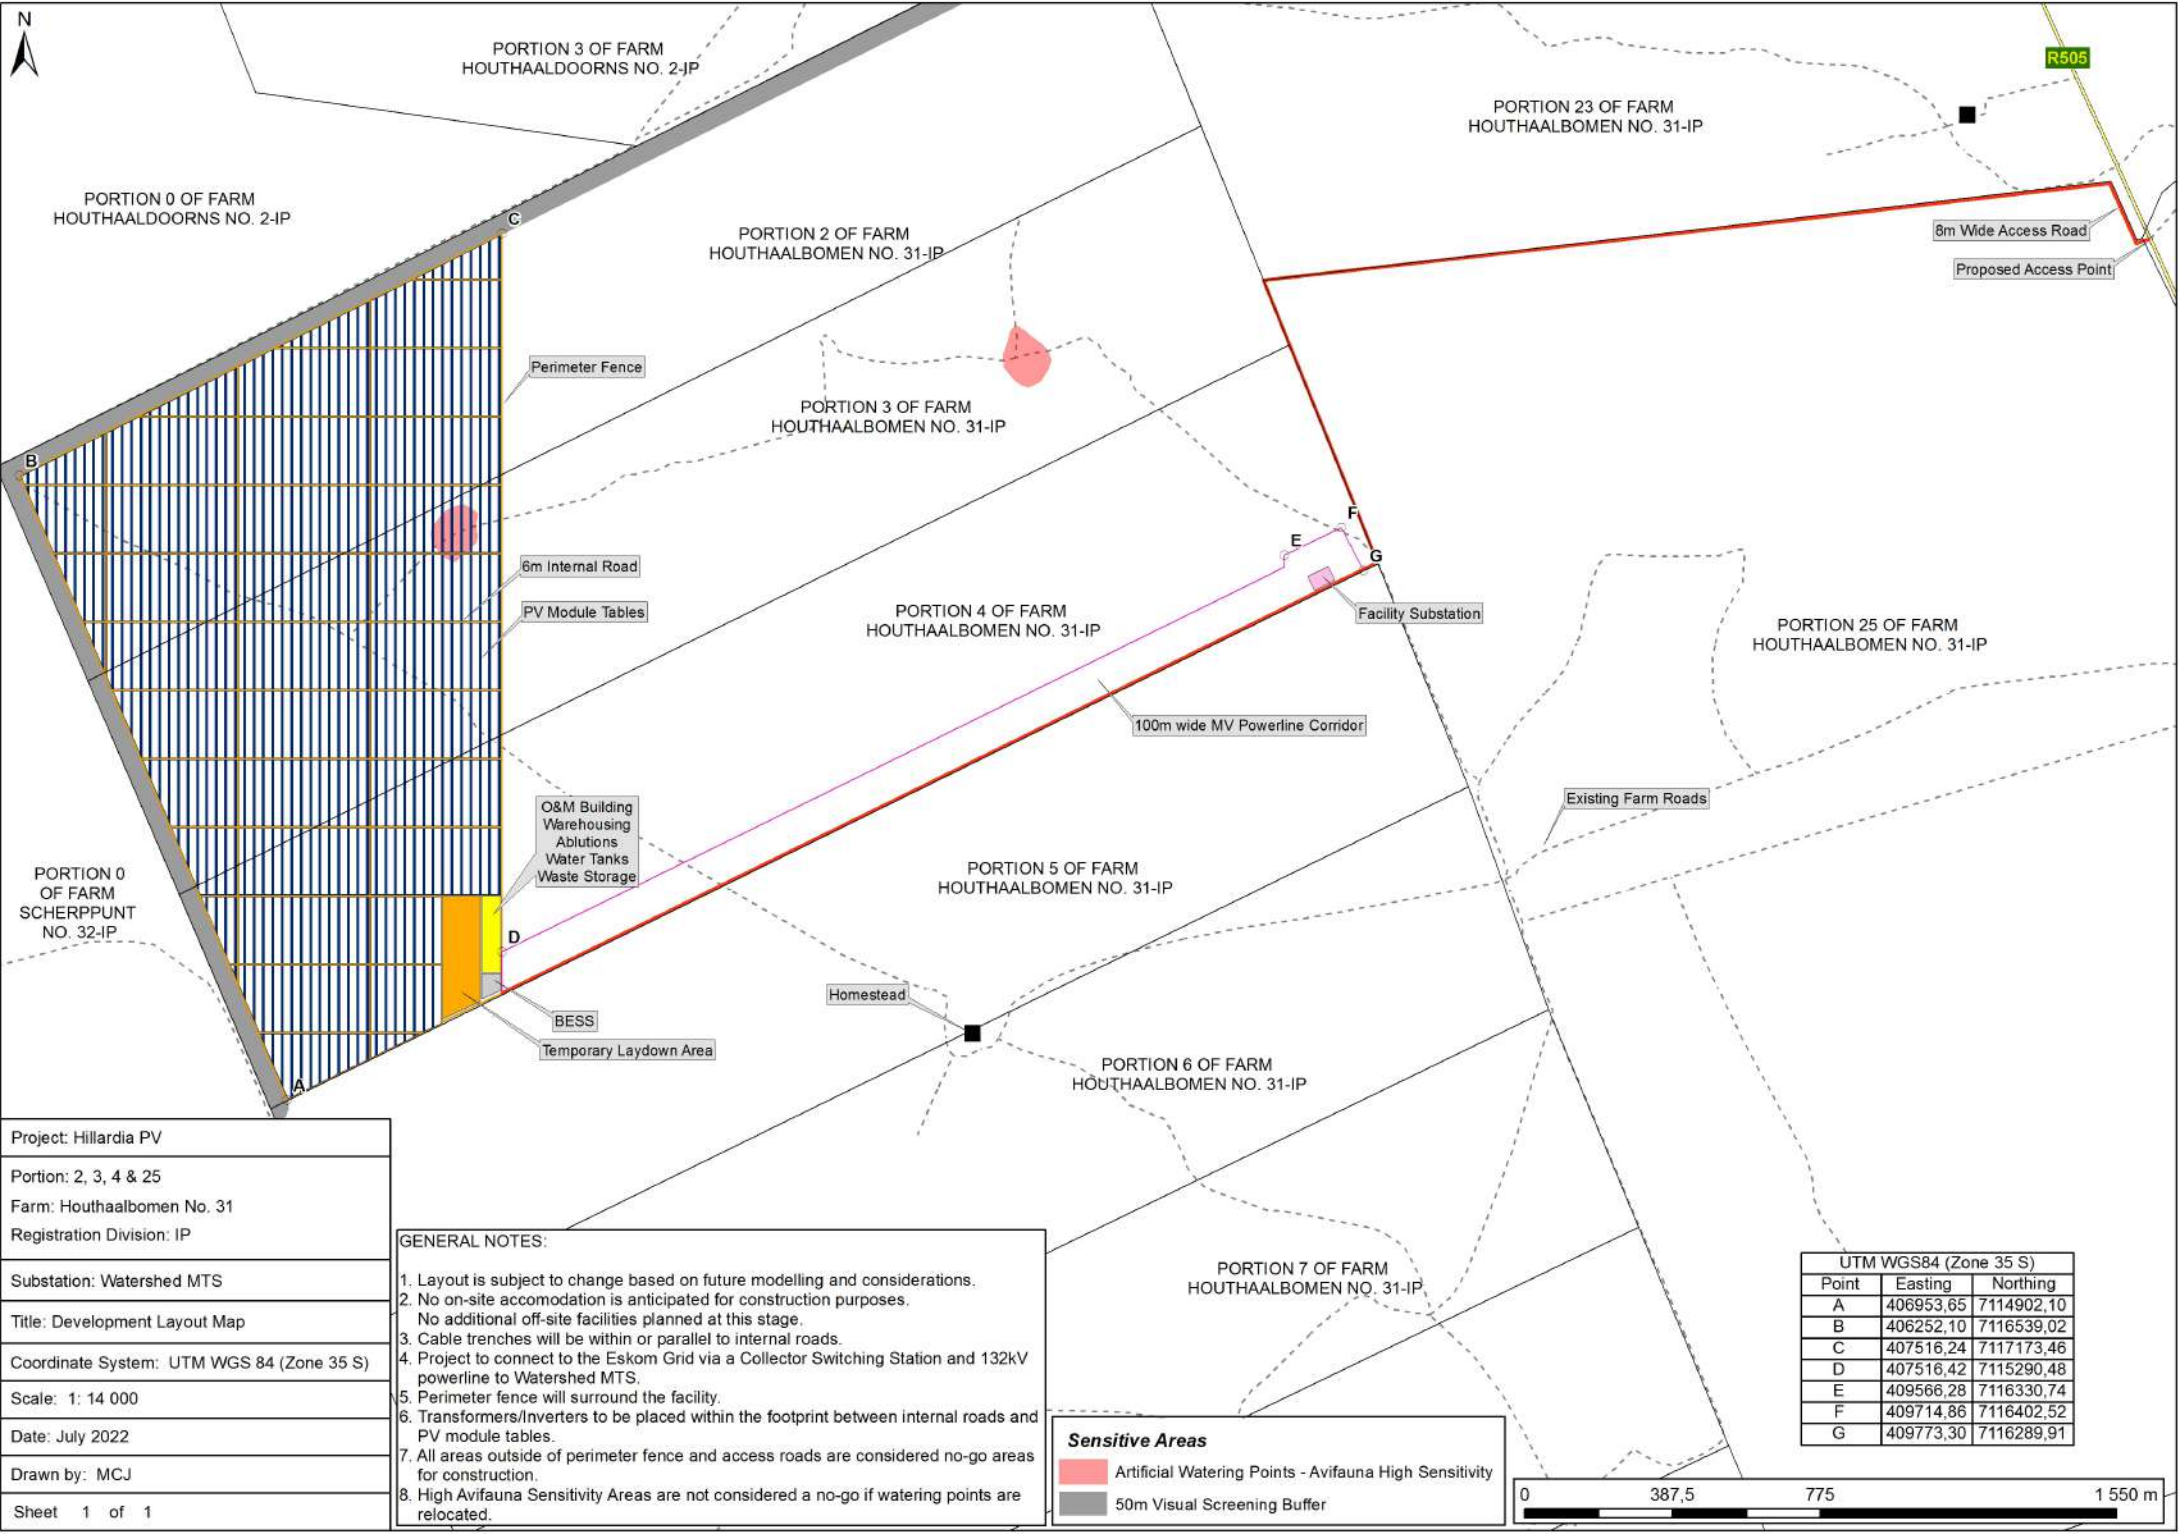 N
PORTION 3 OF FARM
HOUTHAALDOORNS NO. 2-IP
R505
PORTION 23 OF FARM
HOUTHAALBOMEN NO. 31-IP
PORTION 0 OF FARM
HOUTHAALDOORNS NO. 2-IP
C
PORTION 2 OF FARM
HOUTHAALBOMEN NO. 31-IP
8m Wide Access Road
Proposed Access Point
Perimeter Fence
PORTION 3 OF FARM
HOUTHAALBOMEN NO. 31-IP
B
F
E
G
6m Internal Road
PV Module Tables
PORTION 4 OF FARM
HOUTHAALBOMEN NO. 31-IP
Facility Substation
PORTION 25 OF FARM
HOUTHAALBOMEN NO. 31-IP
100m wide MV Powerline Corridor
Existing Farm Roads
O&M Building
Warehousing
Ablutions
Water Tanks
Waste Storage
PORTION 5 OF FARM
HOUTHAALBOMEN NO. 31-IP
PORTION 0
OF FARM
SCHERPPUNT
NO. 32-IP
D
Homestead
BESS
Temporary Laydown Area
A
PORTION 6 OF FARM
HOUTHAALBOMEN NO. 31-IP
PORTION 7 OF FARM
HOUTHAALBOMEN NO. 31-IP
Project: Hillardia PV
Portion: 2, 3, 4 & 25
Farm: Houthaalbomen No. 31
Registration Division: IP
Substation: Watershed MTS
Title: Development Layout Map
Coordinate System: UTM WGS 84 (Zone 35 S)
Scale: 1: 14 000
Date: July 2022
Drawn by: MCJ
Sheet 1 of 1
GENERAL NOTES:
1. Layout is subject to change based on future modelling and considerations.
2. No on-site accomodation is anticipated for construction purposes.
No additional off-site facilities planned at this stage.
3. Cable trenches will be within or parallel to internal roads.
4. Project to connect to the Eskom Grid via a Collector Switching Station and 132kV
powerline to Watershed MTS.
5. Perimeter fence will surround the facility.
6. Transformers/Inverters to be placed within the footprint between internal roads and
PV module tables.
7. All areas outside of perimeter fence and access roads are considered no-go areas
for construction.
8. High Avifauna Sensitivity Areas are not considered a no-go if watering points are
relocated.
Sensitive Areas
Artificial Watering Points - Avifauna High Sensitivity
50m Visual Screening Buffer
UTM WGS84 (Zone 35 S)
Point Easting Northing
A 406953,65 7114902,10
B 406252,10 7116539,02
C 407516,24 7117173,46
D 407516,42 7115290,48
E 409566,28 7116330,74
F 409714,86 7116402,52
G 409773,30 7116289,91
0 387,5 775 1 550 m